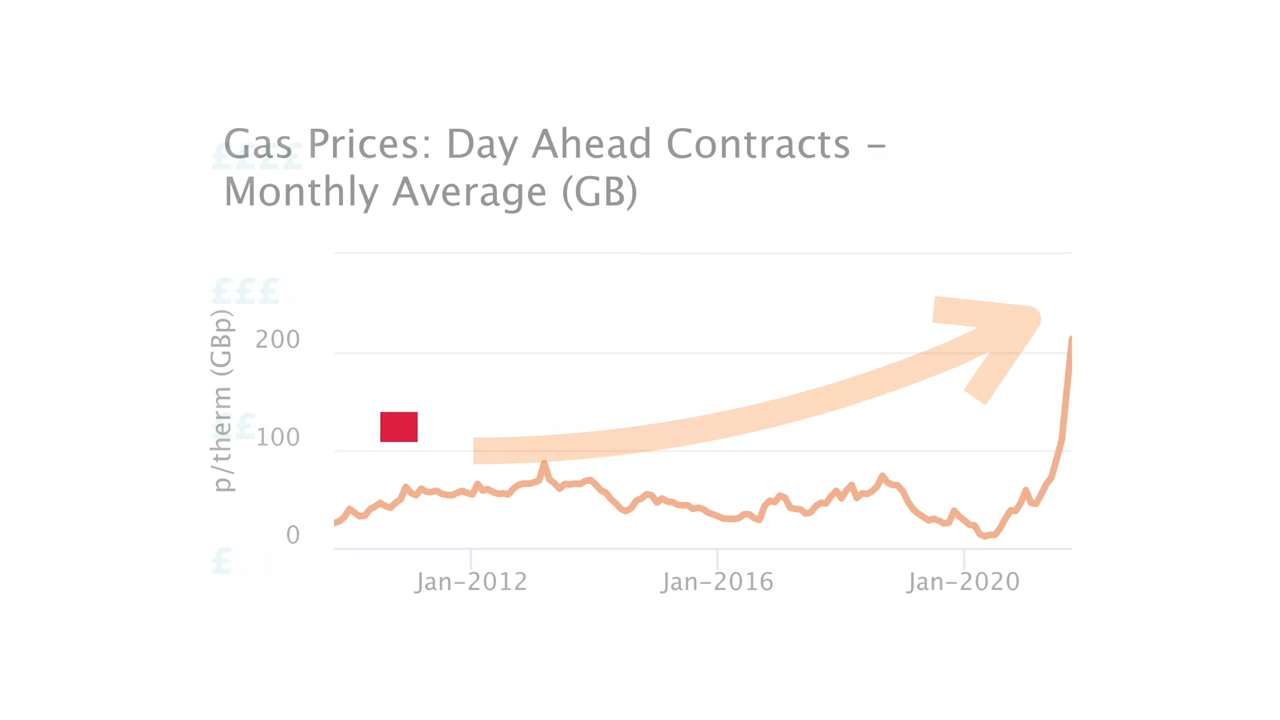 Gas Prices: Day Ahead Contracts –
Monthly Average (GB)
££££
£££
££
£
p/therm (GBp)
200
100
0
Jan-2012
Jan-2016
Jan-2020